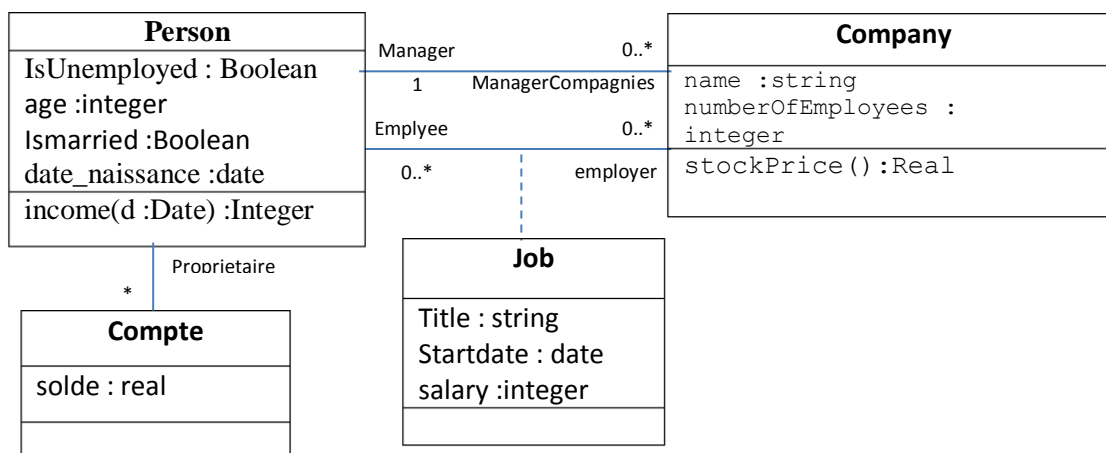 Person
IsUnemployed : Boolean
age :integer
Ismarried :Boolean
date_naissance :date
income(d :Date) :Integer
Manager
0..*
1
ManagerCompagnies
Emplyee
0..*
0..*
employer
Company
name :string
numberOfEmployees :
integer
stockPrice():Real
Proprietaire
*
Compte
solde : real
Job
Title : string
Startdate : date
salary :integer